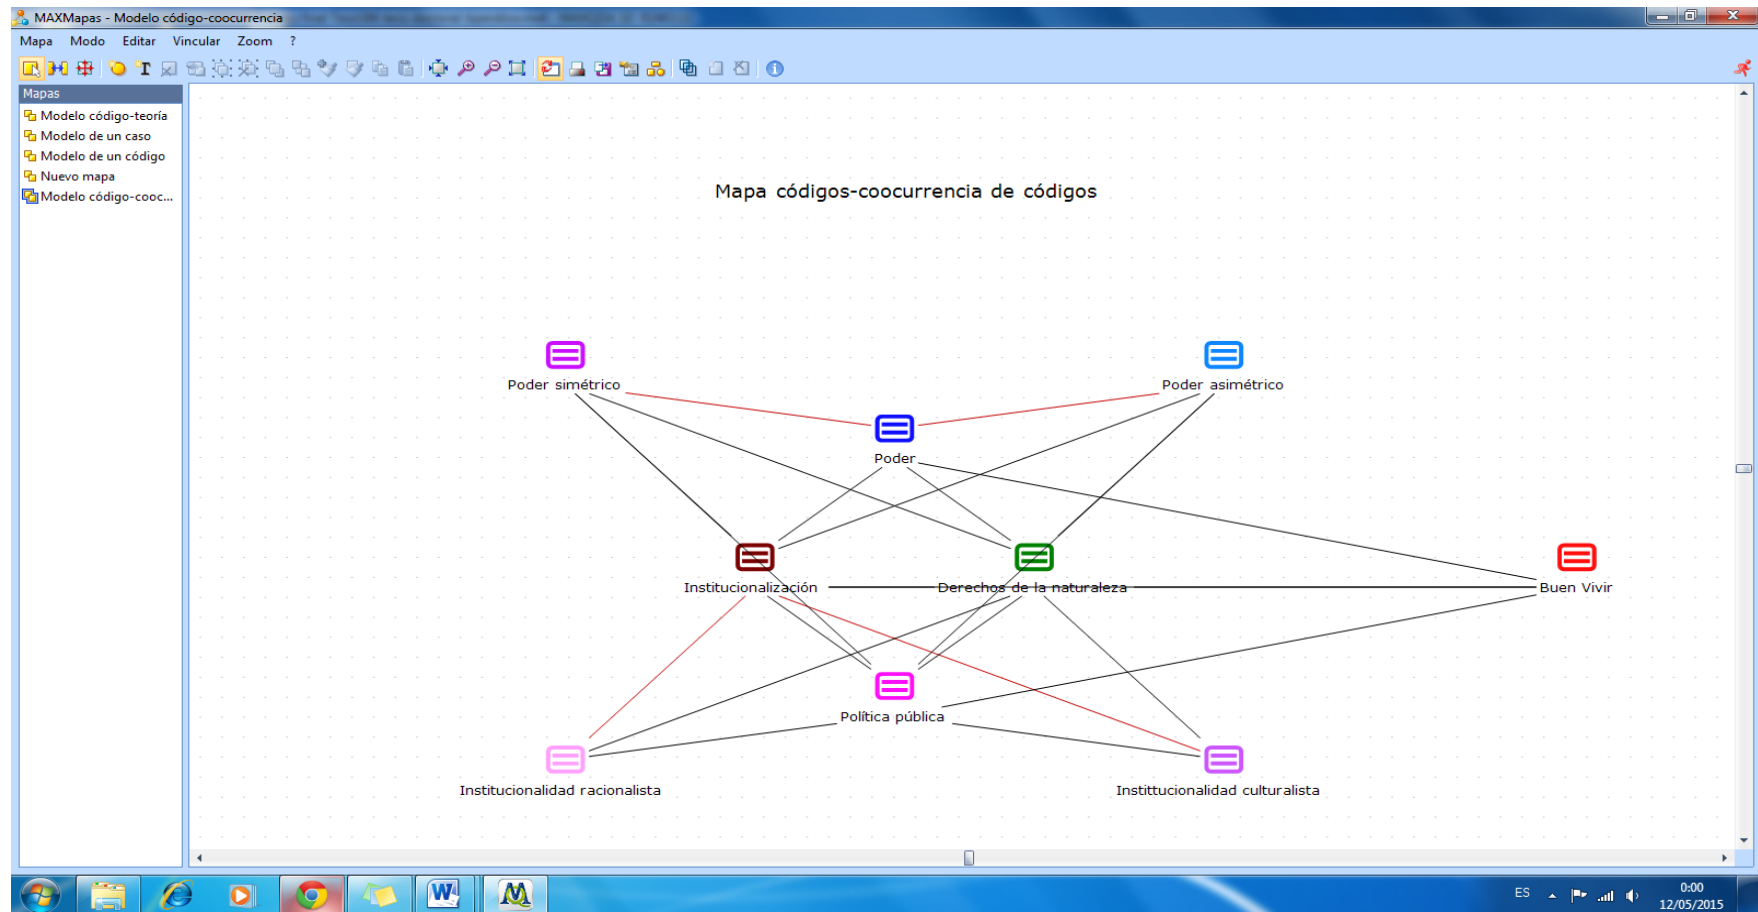 MAXMapas - Modelo código-coocurrencia
Mapa Modo Editar Vincular Zoom ?
Mapas
Modelo código-teoría
Modelo de un caso
Modelo de un código
Nuevo mapa
Modelo código-cooc...
Mapa códigos-coocurrencia de códigos
Poder simétrico
Poder asimétrico
Poder
Institucionalización
Derechos de la naturaleza
Buen Vivir
Política pública
Institucionalidad racionalista
Instittucionalidad culturalista
ES
0:00
12/05/2015